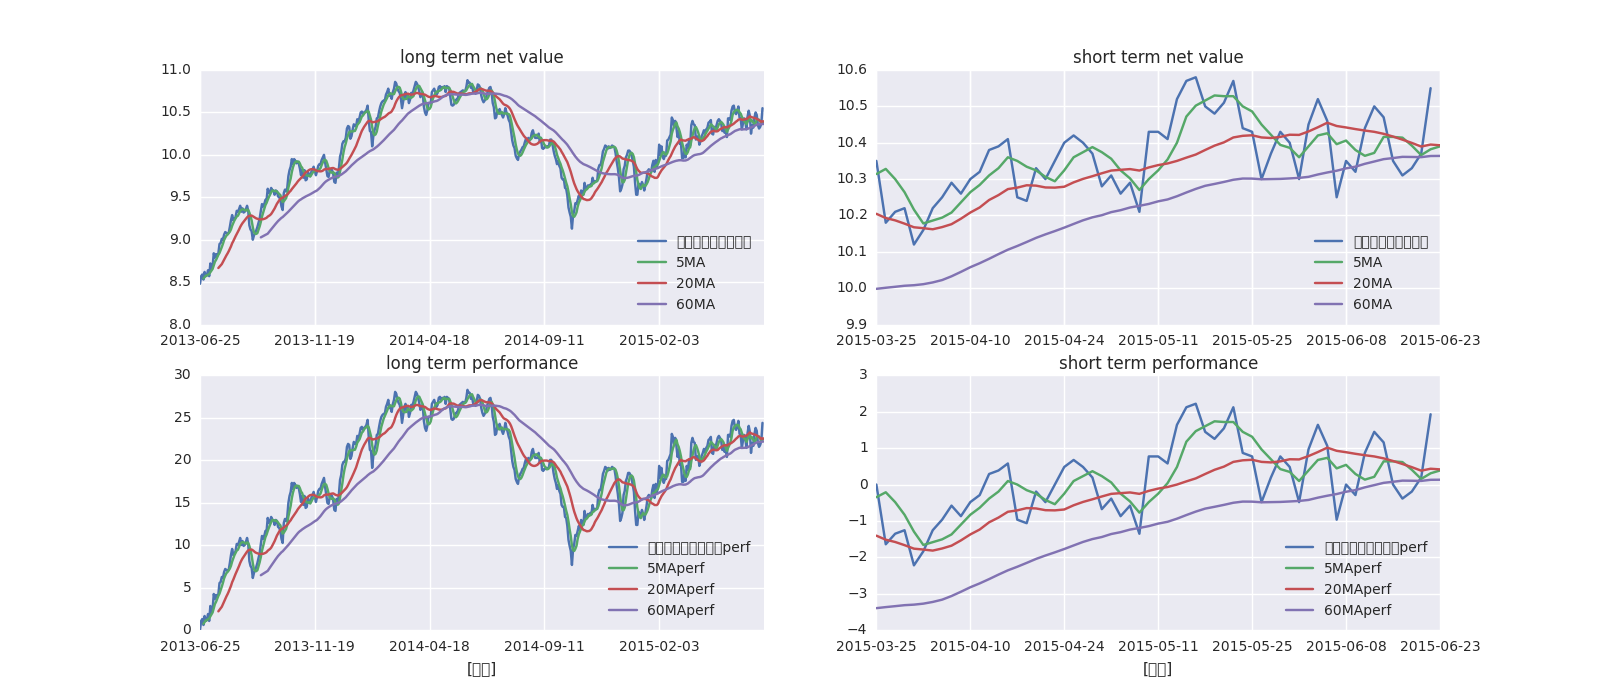 long term net value
11.0
10.5
10.0
9.5
9.0
8.5
8.0
5MA
20MA
60MA
2013-06-25 2013-11-19 2014-04-18 2014-09-11 2015-02-03
short term net value
10.6
10.5
10.4
10.3
10.2
10.1
10.0
9.9
5MA
20MA
60MA
2015-03-25 2015-04-10 2015-04-24 2015-05-11 2015-05-25 2015-06-08 2015-06-23
long term performance
30
25
20
15
10
5
0
perf
5MAperf
20MAperf
60MAperf
2013-06-25 2013-11-19 2014-04-18 2014-09-11 2015-02-03
short term performance
3
2
1
0
−1
−2
−3
−4
perf
5MAperf
20MAperf
60MAperf
2015-03-25 2015-04-10 2015-04-24 2015-05-11 2015-05-25 2015-06-08 2015-06-23